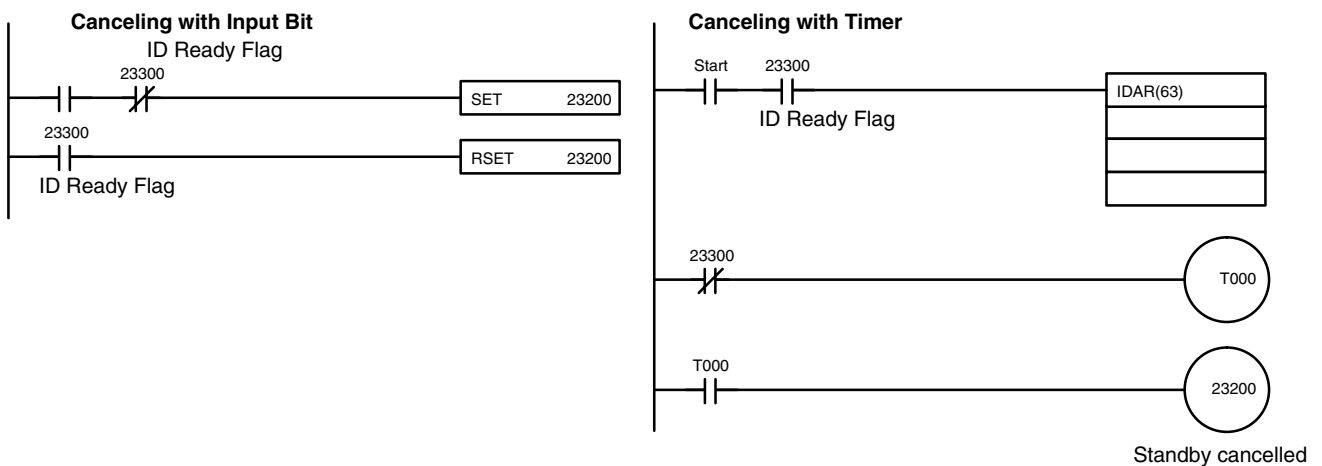 Canceling with Input Bit
ID Ready Flag
23300
SET 23200
23300
RSET 23200
ID Ready Flag
Canceling with Timer
Start 23300
IDAR(63)
ID Ready Flag
23300
T000
T000
23200
Standby cancelled